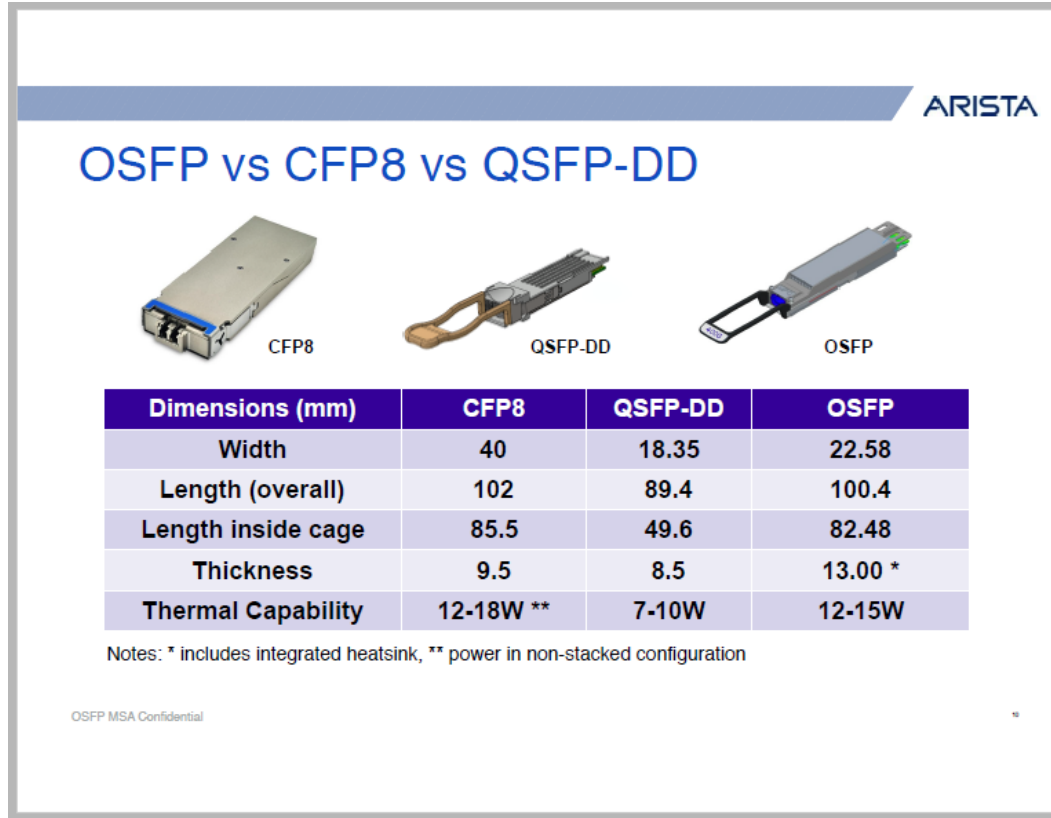 ARISTA
OSFP vs CFP8 vs QSFP-DD
CFP8
QSFP-DD
400G
OSFP
Dimensions (mm) CFP8 QSFP-DD OSFP
Width 40 18.35 22.58
Length (overall) 102 89.4 100.4
Length inside cage 85.5 49.6 82.48
Thickness 9.5 8.5 13.00 *
Thermal Capability 12-18W ** 7-10W 12-15W
Notes: * includes integrated heatsink, ** power in non-stacked configuration
OSFP MSA Confidential